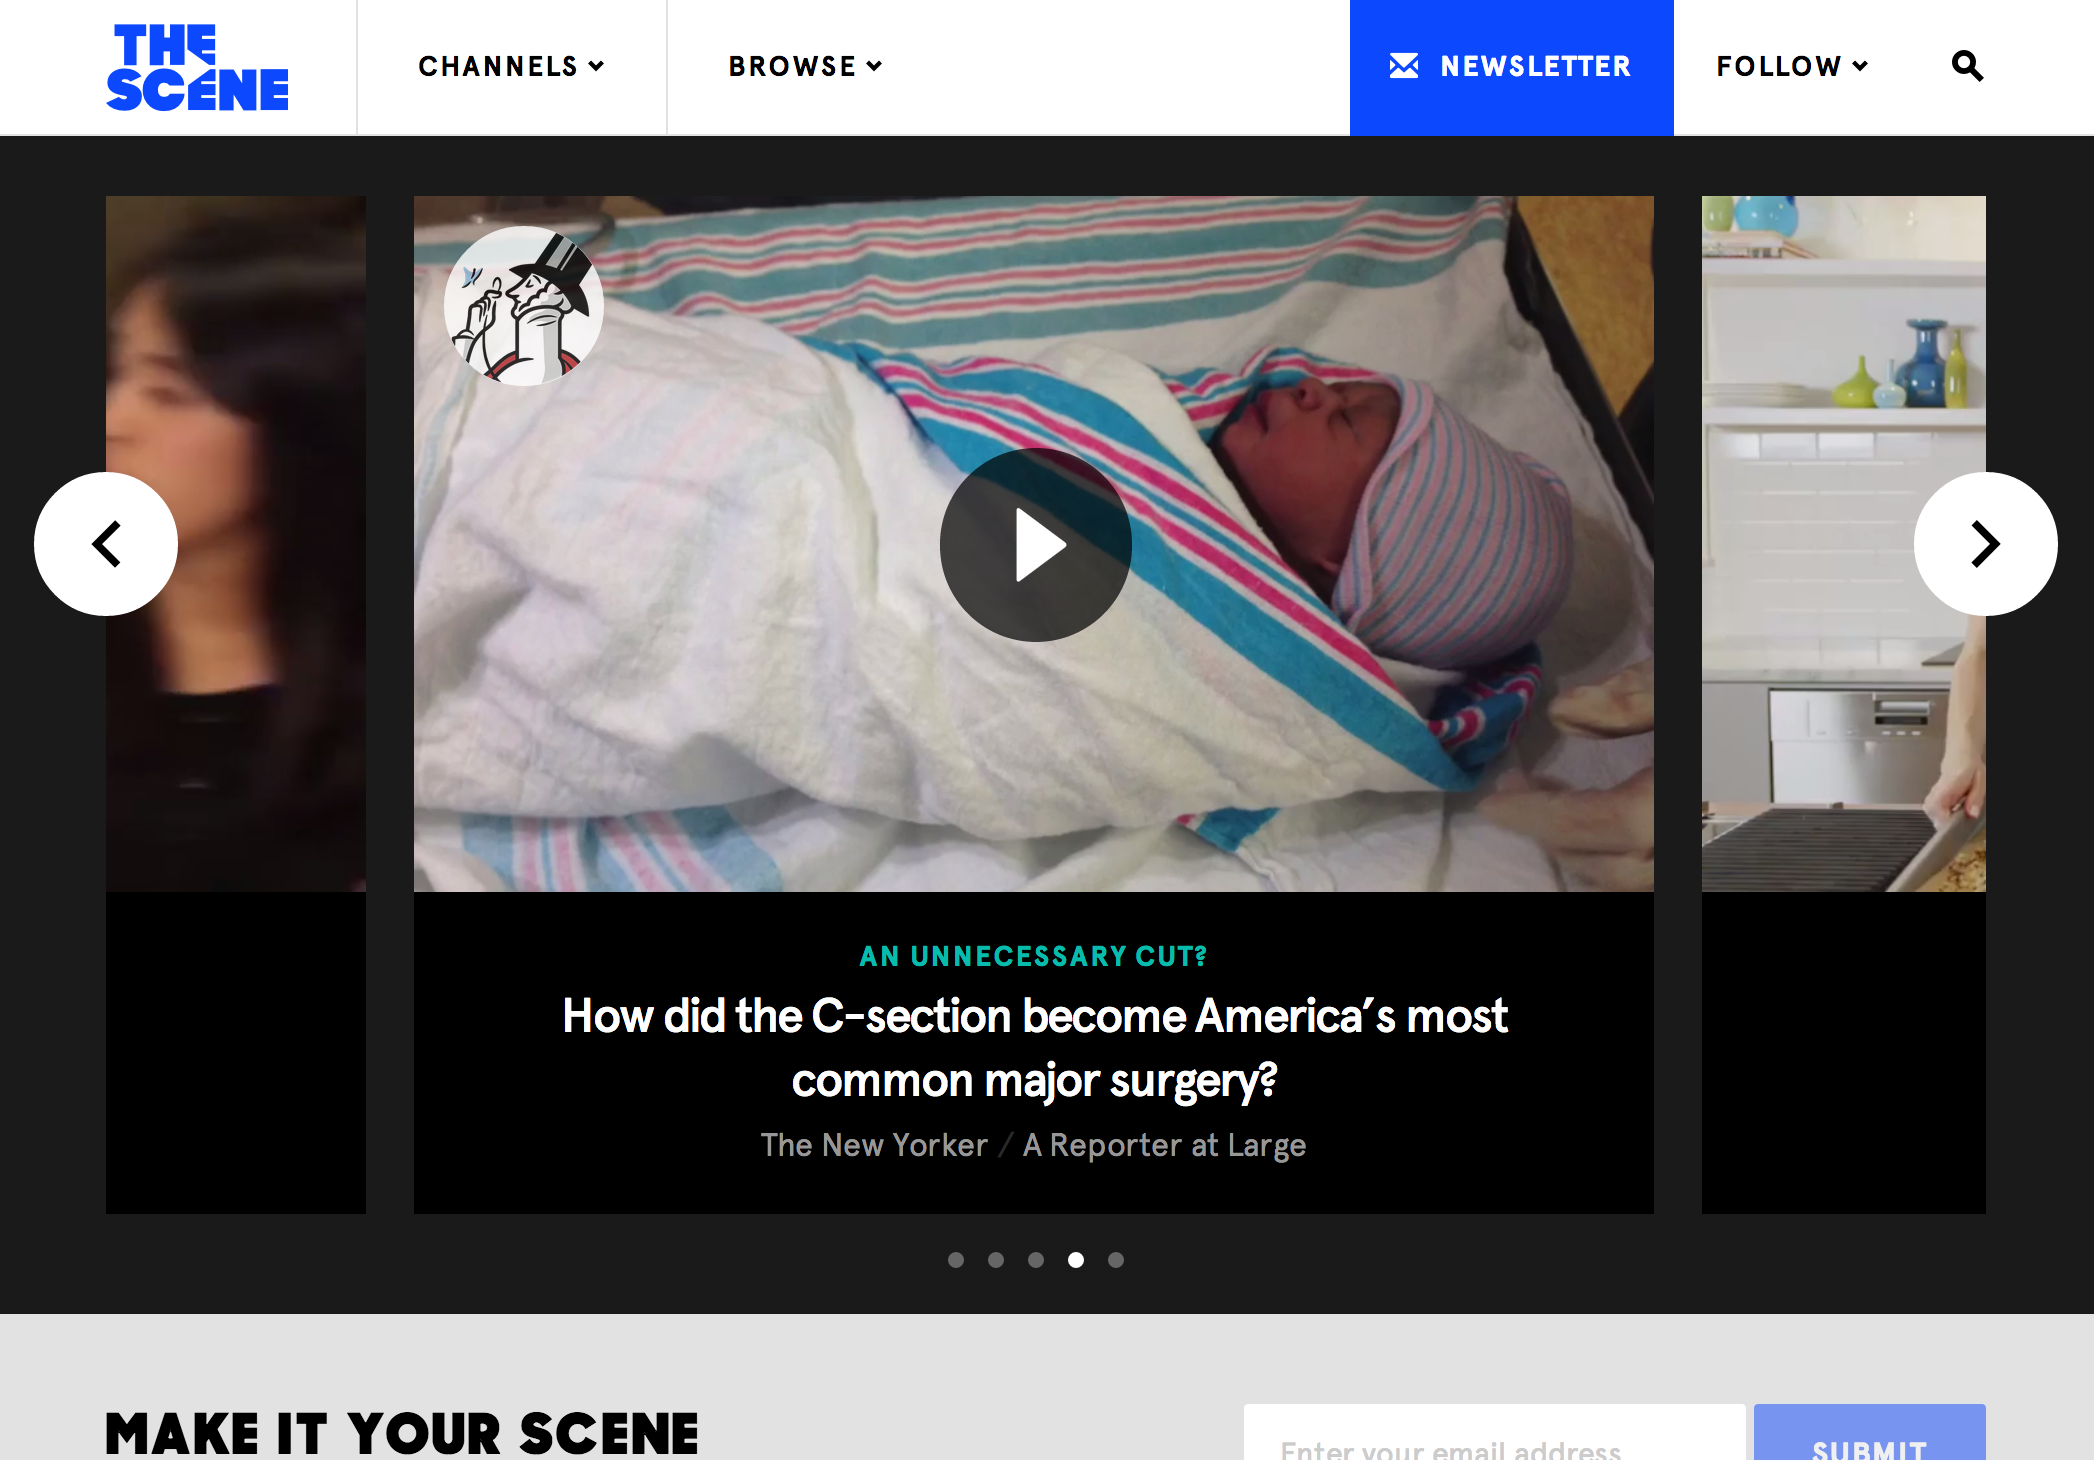 THE
SCENE
CHANNELS
BROWSE
NEWSLETTER
FOLLOW
AN UNNECESSARY CUT?
How did the C-section become America's most
common major surgery?
The New Yorker / A Reporter at Large
MAKE IT YOUR SCENE
Enter your email address
SUBMIT